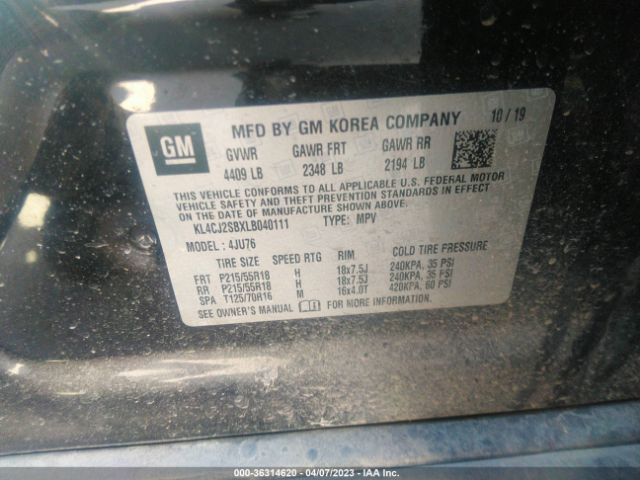 GM
MFD BY GM KOREA COMPANY 10/19
GVWR GAWR FRT GAWR RR
4409 LB 2348 LB 2194 LB
THIS VEHICLE CONFORMS TO ALL APPLICABLE U.S. FEDERAL MOTOR
VEHICLE SAFETY, BUMPER, AND THEFT PREVENTION STANDARDS IN EFFECT
ON THE DATE OF MANUFACTURE SHOWN ABOVE.
KL4CJ2SBXLB040111 TYPE: MPV
MODEL: 4JU76
TIRE SIZE SPEED RTG RIM COLD TIRE PRESSURE
FRT P215/55R18 H 18x7.5J 240KPA, 35 PSI
RR P215/55R18 H 18x7.5J 240KPA, 35 PSI
SPA T125/70R16 M 16x4.0T 420KPA, 60 PSI
SEE OWNER'S MANUAL FOR MORE INFORMATION.
000-36314620 - 04/07/2023 - IAA Inc.